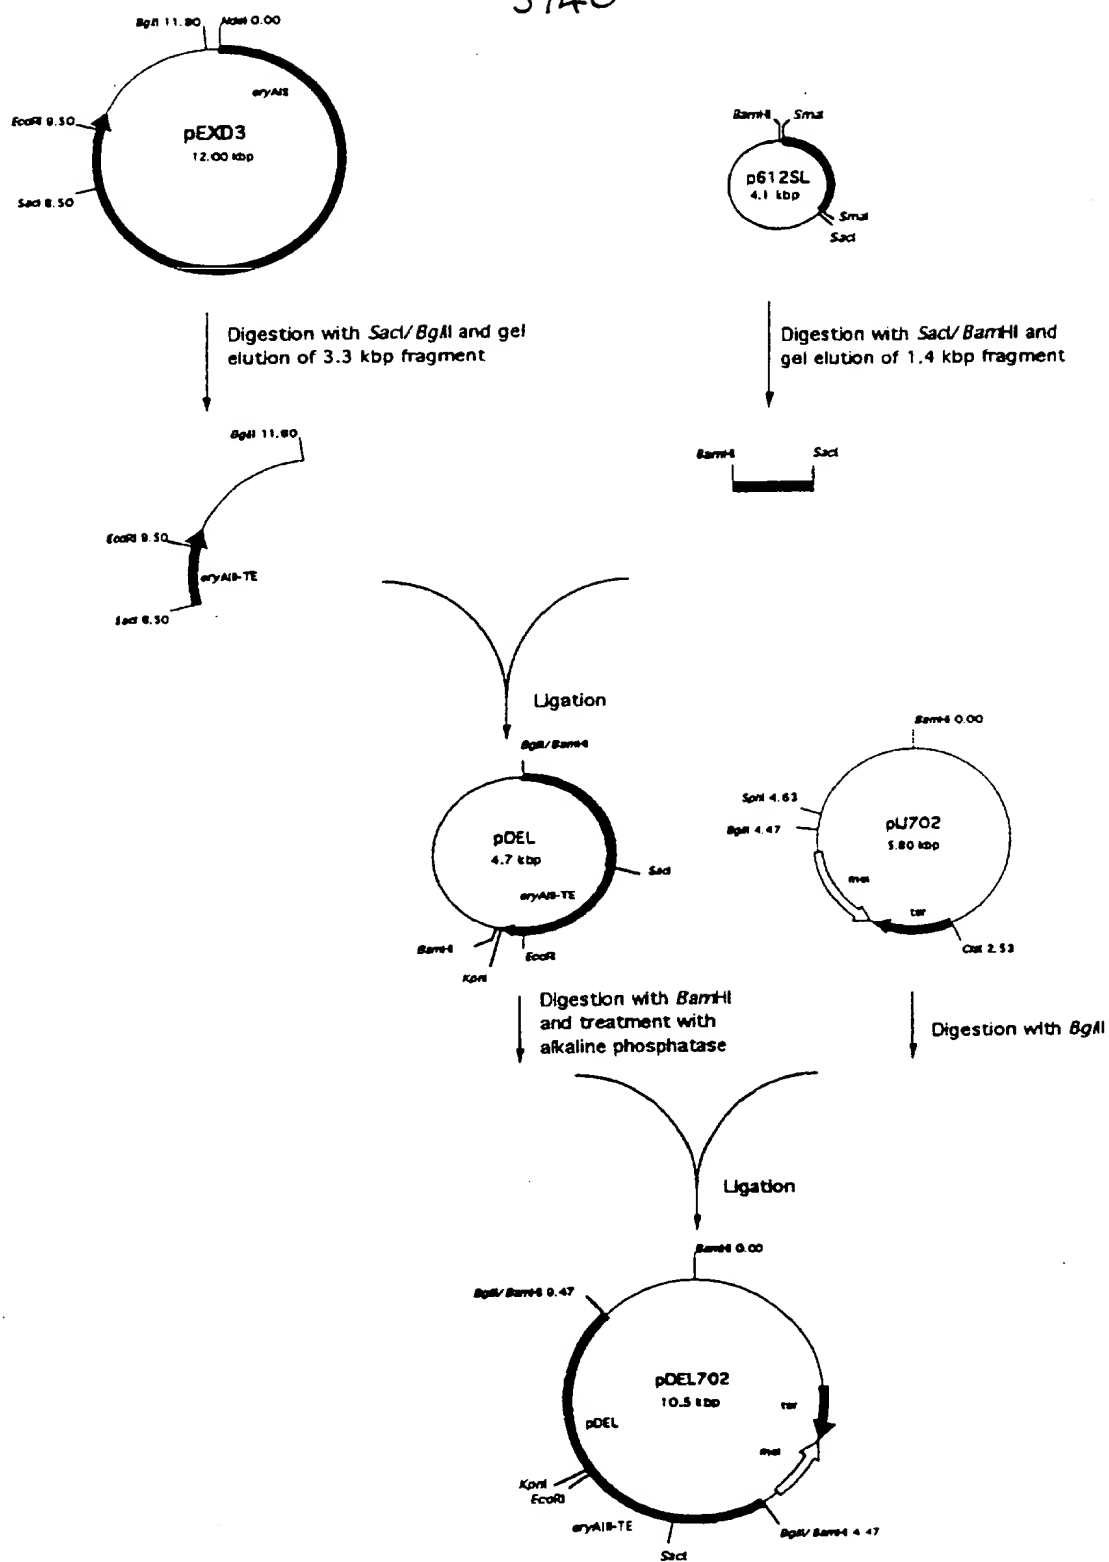 5740
BglII 11.80
NdeI 0.00
eryAIII
EcoRI 9.50
pEXD3
12.00 kbp
SacI 8.50
BamHI
SmaI
p612SL
4.1 kbp
SmaI
SacI
Digestion with SacI/BglII and gel
elution of 3.3 kbp fragment
Digestion with SacI/BamHI and
gel elution of 1.4 kbp fragment
BglII 11.80
BamHI
SacI
EcoRI 9.50
eryAIII-TE
SacI 8.50
Ligation
BglII/BamHI
BamHI 0.00
SphI 4.63
BglII 4.47
pDEL
4.7 kbp
pIJ702
5.80 kbp
SacI
mel
eryAIII-TE
tsr
BamHI
EcoRI
KpnI
ClaI 2.53
Digestion with BamHI
and treatment with
alkaline phosphatase
Digestion with BglII
Ligation
BamHI 0.00
BglII/BamHI 9.47
pDEL702
10.5 kbp
tsr
pDEL
mel
KpnI
EcoRI
eryAIII-TE
BglII/BamHI 4.47
SacI